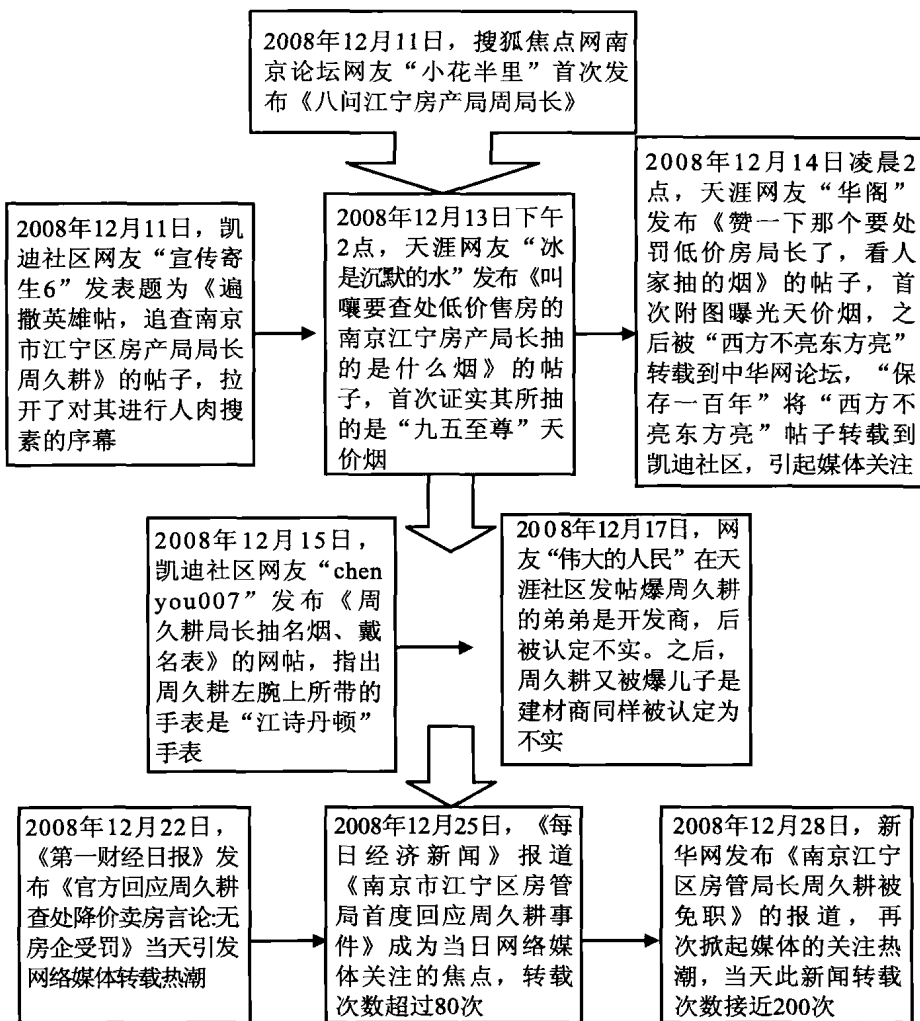 2008年12月11日，搜狐焦点网南
京论坛网友“小花半里”首次发
布《八问江宁房产局周局长》
2008年12月11日，凯
迪社区网友“宣传寄
生6”发表题为《遍
撒英雄帖，追查南京
市江宁区房产局局长
周久耕》的帖子，拉
开了对其进行人肉搜
素的序幕
2008年12月13日下午
2点，天涯网友“冰
是沉默的水”发布《叫
嚷要查处低价售房的
南京江宁房产局长抽
的是什么烟》的帖
子，首次证实其所抽
的是“九五至尊”天
价烟
2008年12月14日凌晨2
点，天涯网友“华阁”
发布《赞一下那个要处
罚低价房局长了，看人
家抽的烟》的帖子，首
次附图曝光天价烟，之
后被“西方不亮东方亮”
转载到中华网论坛，“保
存一百年”将“西方不
亮东方亮”帖子转载到
凯迪社区，引起媒体关注
2008年12月15日，
凯迪社区网友“chen
you007”发布《周
久耕局长抽名烟、戴
名表》的网帖，指出
周久耕左腕上所带的
手表是“江诗丹顿”
手表
2008年12月17日，网
友“伟大的人民”在天
涯社区发帖爆周久耕
的弟弟是开发商，后
被认定不实。之后，
周久耕又被爆儿子是
建材商同样被认定为
不实
2008年12月22日，
《第一财经日报》发
布《官方回应周久耕
查处降价卖房言论:无
房企受罚》当天引发
网络媒体转载热潮
2008年12月25日，《每
日经济新闻》报道
《南京市江宁区房管
局首度回应周久耕事
件》成为当日网络媒
体关注的焦点，转载
次数超过80次
2008年12月28日，新
华网发布《南京江宁
区房管局长周久耕被
免职》的报道，再
次掀起媒体的关注热
潮，当天此新闻转载
次数接近200次